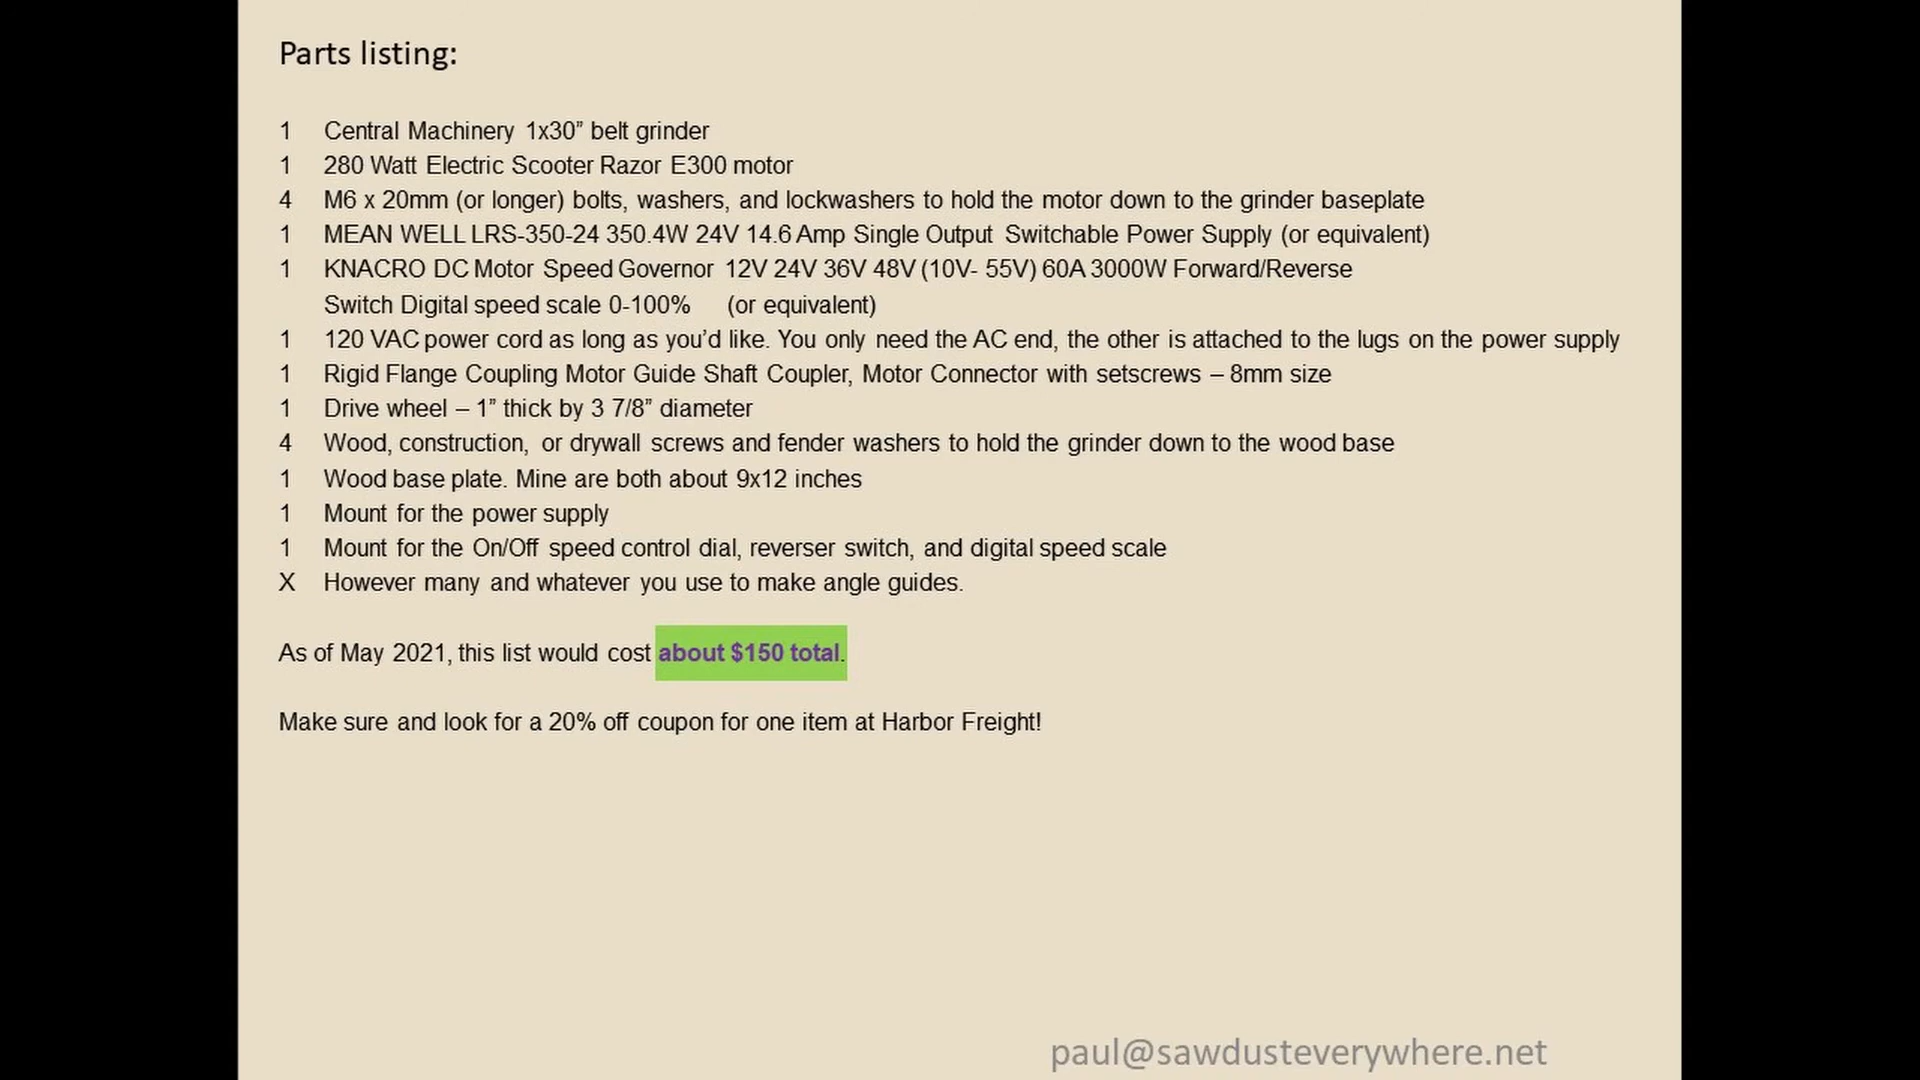 Parts listing:
1 Central Machinery 1x30” belt grinder
1 280 Watt Electric Scooter Razor E300 motor
4 M6 x 20mm (or longer) bolts, washers, and lockwashers to hold the motor down to the grinder baseplate
1 MEAN WELL LRS-350-24 350.4W 24V 14.6 Amp Single Output Switchable Power Supply (or equivalent)
1 KNACRO DC Motor Speed Governor 12V 24V 36V 48V (10V- 55V) 60A 3000W Forward/Reverse
Switch Digital speed scale 0-100% (or equivalent)
1 120 VAC power cord as long as you’d like. You only need the AC end, the other is attached to the lugs on the power supply
1 Rigid Flange Coupling Motor Guide Shaft Coupler, Motor Connector with setscrews – 8mm size
1 Drive wheel – 1” thick by 3 7/8” diameter
4 Wood, construction, or drywall screws and fender washers to hold the grinder down to the wood base
1 Wood base plate. Mine are both about 9x12 inches
1 Mount for the power supply
1 Mount for the On/Off speed control dial, reverser switch, and digital speed scale
X However many and whatever you use to make angle guides.
As of May 2021, this list would cost about $150 total.
Make sure and look for a 20% off coupon for one item at Harbor Freight!
paul@sawdusteverywhere.net